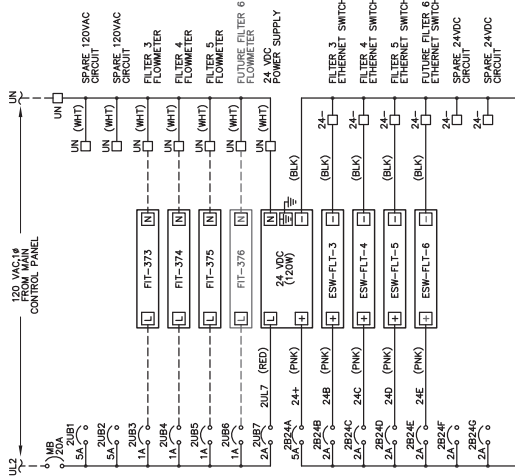 UL2
120 VAC,1ø
FROM MAIN
CONTROL PANEL
UN
MB
20A
UN
2UB1
5A
UN
(WHT)
SPARE 120VAC
CIRCUIT
2UB2
5A
UN
(WHT)
SPARE 120VAC
CIRCUIT
2UB3
1A
L
FIT-373
N
UN
(WHT)
FILTER 3
FLOWMETER
2UB4
1A
L
FIT-374
N
UN
(WHT)
FILTER 4
FLOWMETER
2UB5
1A
L
FIT-375
N
UN
(WHT)
FILTER 5
FLOWMETER
2UB6
1A
L
FIT-376
N
UN
(WHT)
FUTURE FILTER 6
FLOWMETER
2UB7
2A
2UL7
(RED)
L
24 VDC
(120W)
N
UN
(WHT)
24 VDC
POWER SUPPLY
2B24A
5A
24+
(PNK)
+
-
(BLK)
2B24B
2A
24B
(PNK)
+
ESW-FLT-3
-
(BLK)
24-
FILTER 3
ETHERNET SWITCH
2B24C
2A
24C
(PNK)
+
ESW-FLT-4
-
(BLK)
24-
FILTER 4
ETHERNET SWITCH
2B24D
2A
24D
(PNK)
+
ESW-FLT-5
-
(BLK)
24-
FILTER 5
ETHERNET SWITCH
2B24E
2A
24E
(PNK)
+
ESW-FLT-6
-
(BLK)
24-
FUTURE FILTER 6
ETHERNET SWITCH
2B24F
2A
24-
SPARE 24VDC
CIRCUIT
2B24G
2A
24-
SPARE 24VDC
CIRCUIT